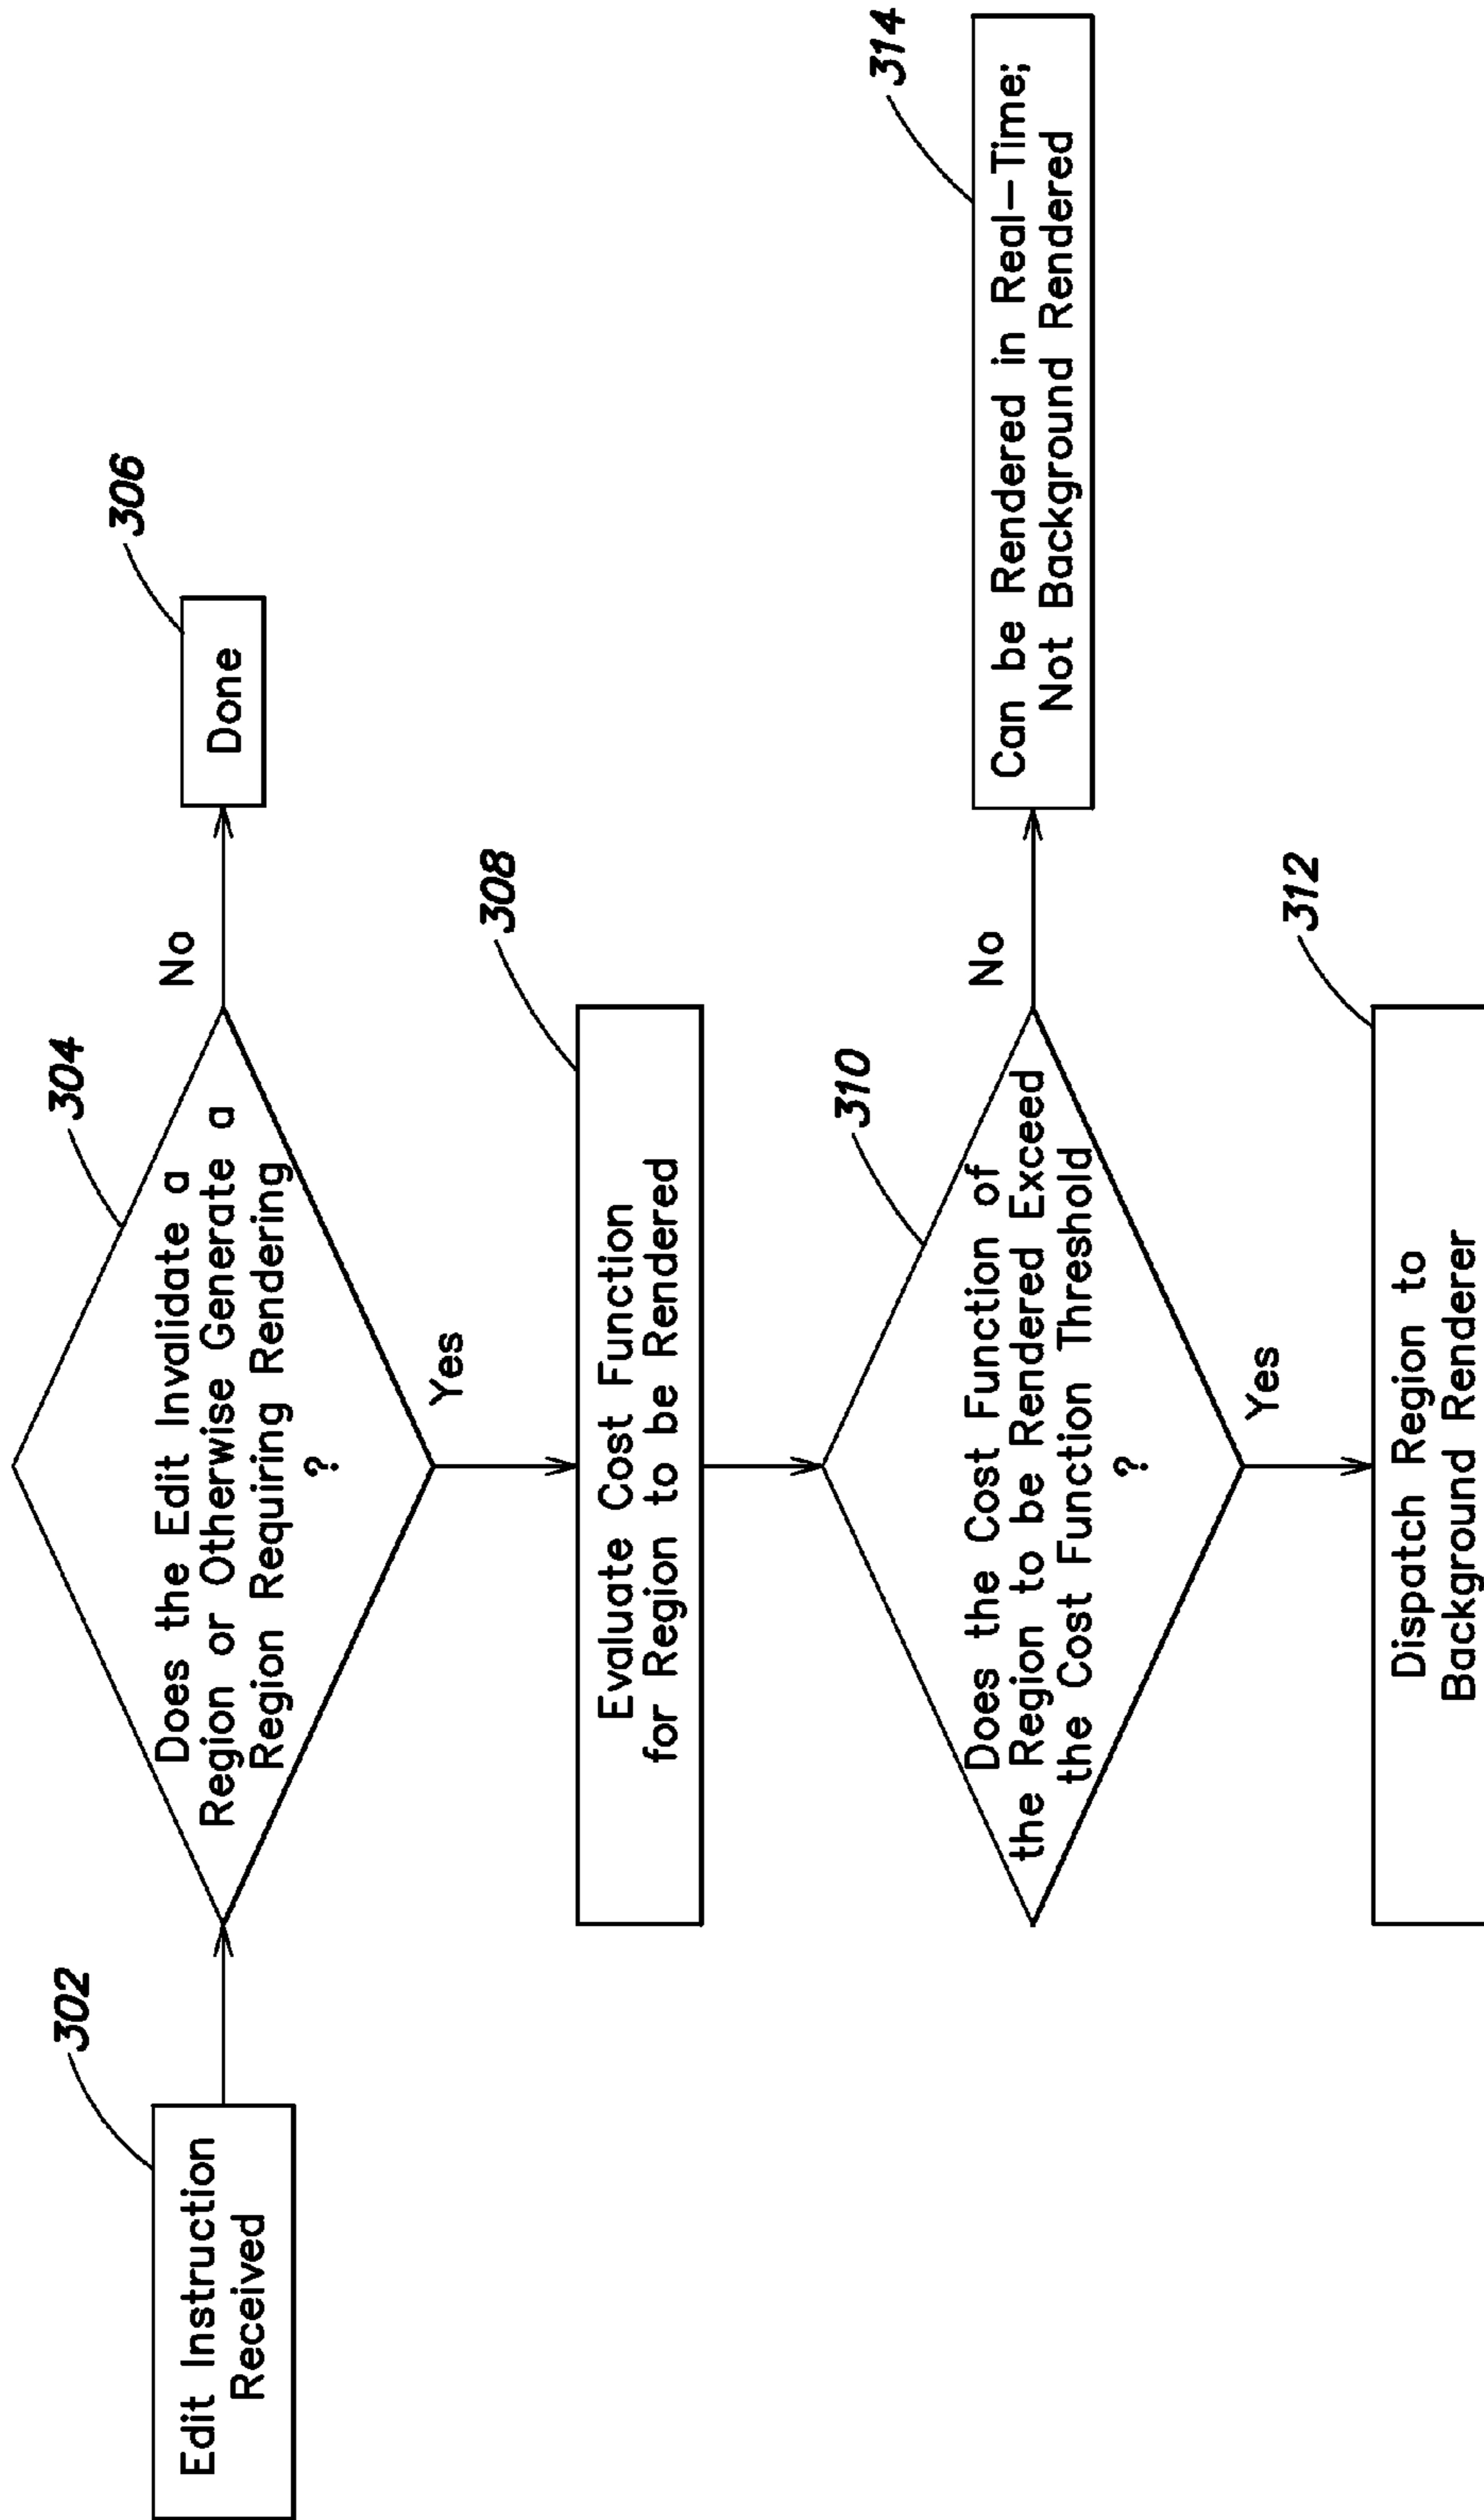 302
Edit Instruction
Received
304
Does the Edit Invalidate a
Region or Otherwise Generate a
Region Requiring Rendering
?
No
306
Done
Yes
308
Evaluate Cost Function
for Region to be Rendered
310
Does the Cost Function of
the Region to be Rendered Exceed
the Cost Function Threshold
?
No
314
Can be Rendered in Real-Time;
Not Background Rendered
Yes
312
Dispatch Region to
Background Renderer